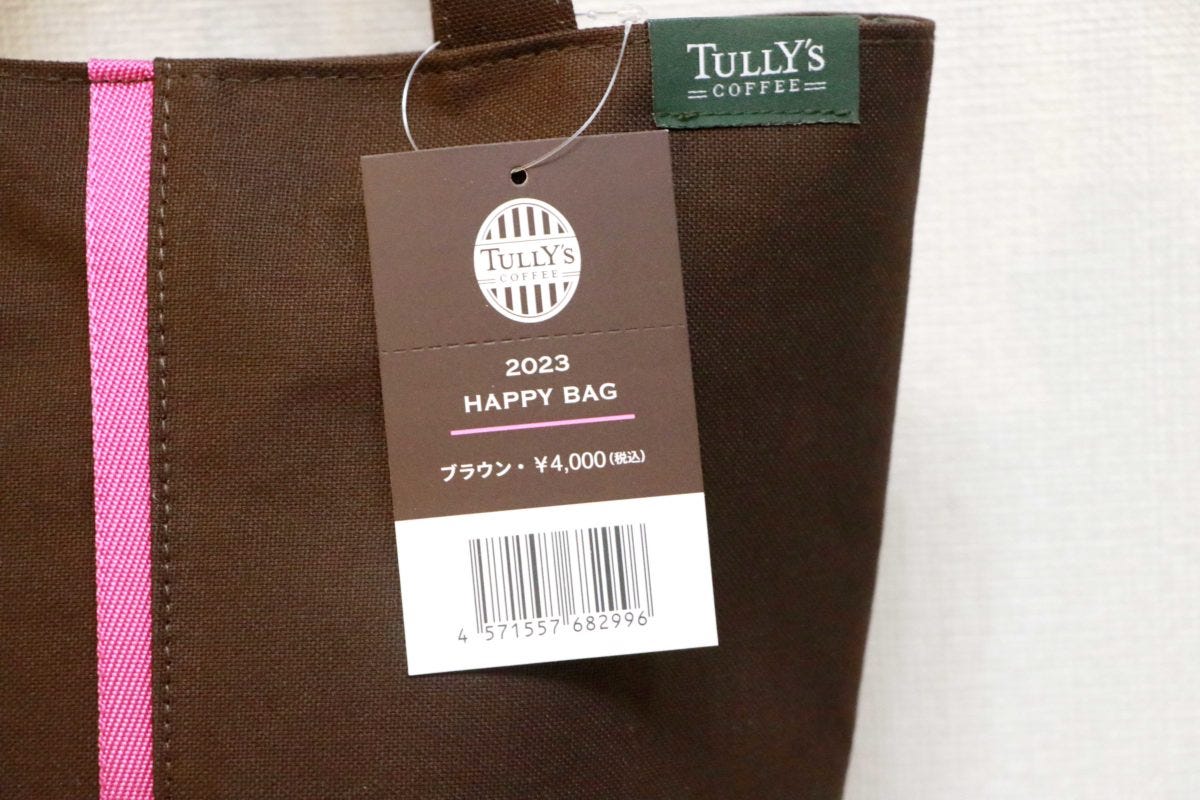 TULLY'S
COFFEE
TULLY'S
COFFEE
2023
HAPPY BAG
ブラウン・¥4,000(税込)
4 571557 682996